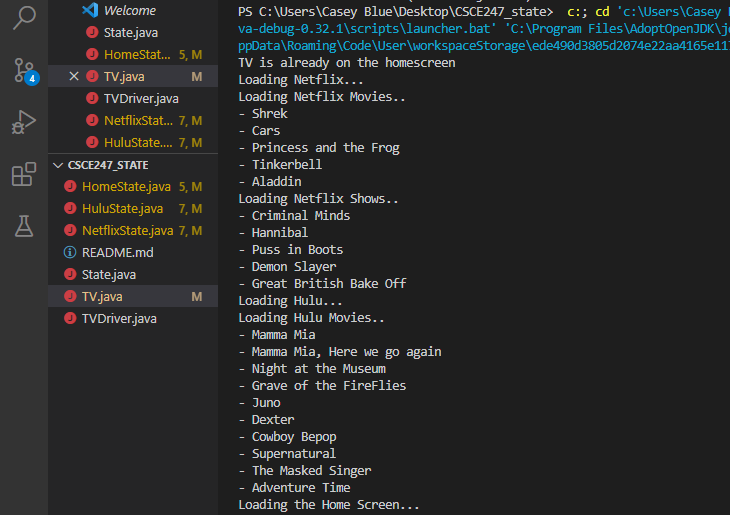 Welcome
State.java
HomeStat... 5, M
TV.java M
TVDriver.java
NetflixStat... 7, M
HuluState.... 7, M
CSCE247_STATE
HomeState.java 5, M
HuluState.java 7, M
NetflixState.java 7, M
README.md
State.java
TV.java M
TVDriver.java
4
PS C:\Users\Casey Blue\Desktop\CSCE247_state> c:; cd 'c:\Users\Casey
va-debug-0.32.1\scripts\launcher.bat' 'C:\Program Files\AdoptOpenJDK\j
ppData\Roaming\Code\User\workspaceStorage\ede490d3805d2074e22aa4165e11
TV is already on the homescreen
Loading Netflix...
Loading Netflix Movies..
- Shrek
- Cars
- Princess and the Frog
- Tinkerbell
- Aladdin
Loading Netflix Shows..
- Criminal Minds
- Hannibal
- Puss in Boots
- Demon Slayer
- Great British Bake Off
Loading Hulu...
Loading Hulu Movies..
- Mamma Mia
- Mamma Mia, Here we go again
- Night at the Museum
- Grave of the FireFlies
- Juno
- Dexter
- Cowboy Bepop
- Supernatural
- The Masked Singer
- Adventure Time
Loading the Home Screen...